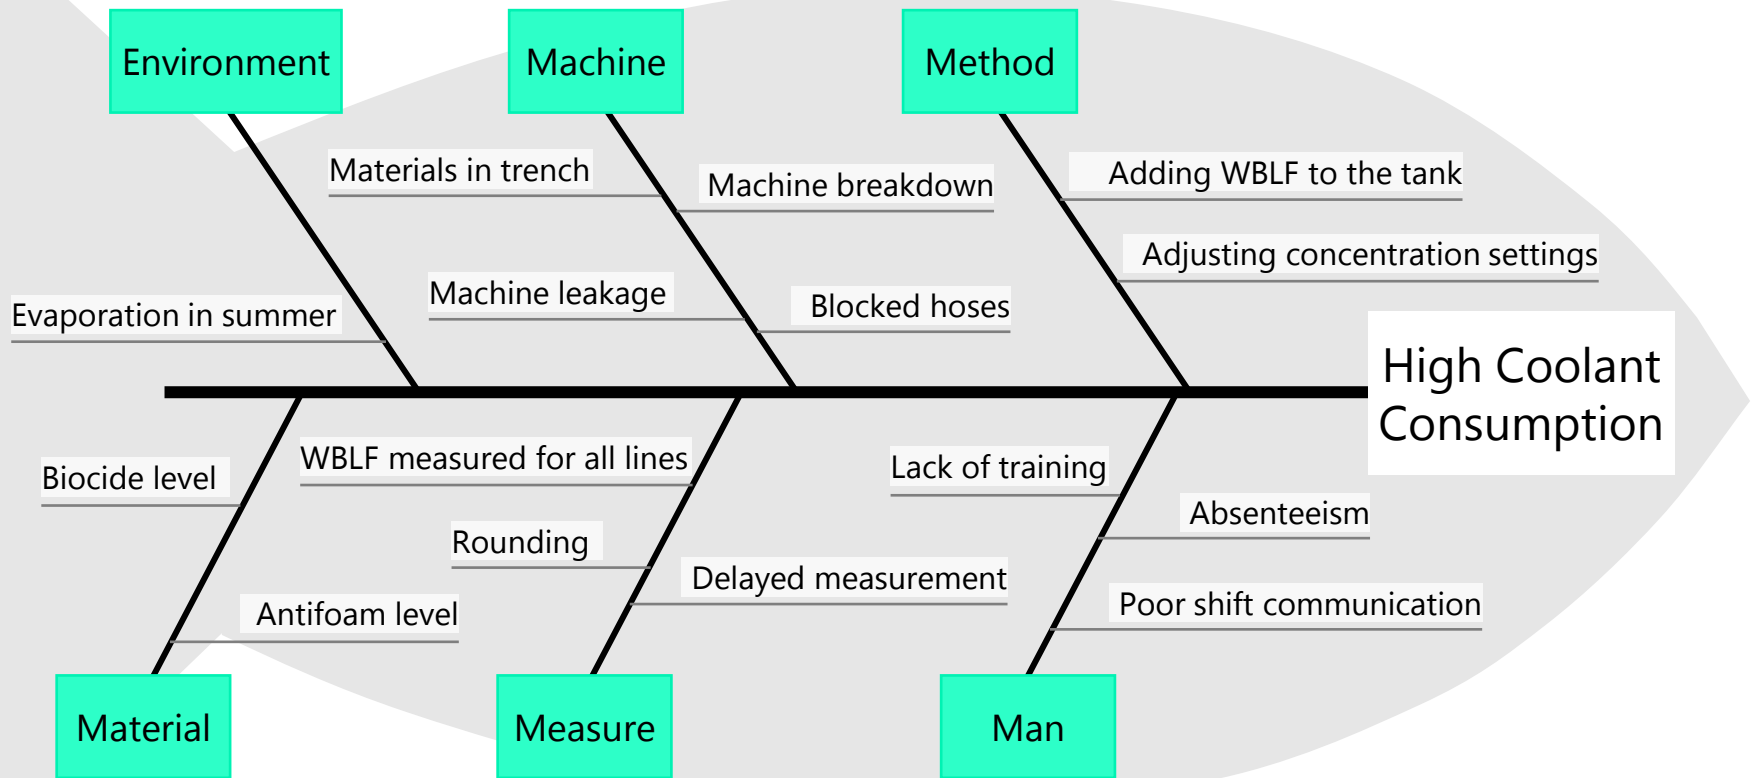 Environment
Machine
Method
Materials in trench
Machine breakdown
Adding WBLF to the tank
Adjusting concentration settings
Machine leakage
Blocked hoses
Evaporation in summer
High Coolant
Consumption
WBLF measured for all lines
Lack of training
Biocide level
Absenteeism
Rounding
Delayed measurement
Poor shift communication
Antifoam level
Material
Measure
Man